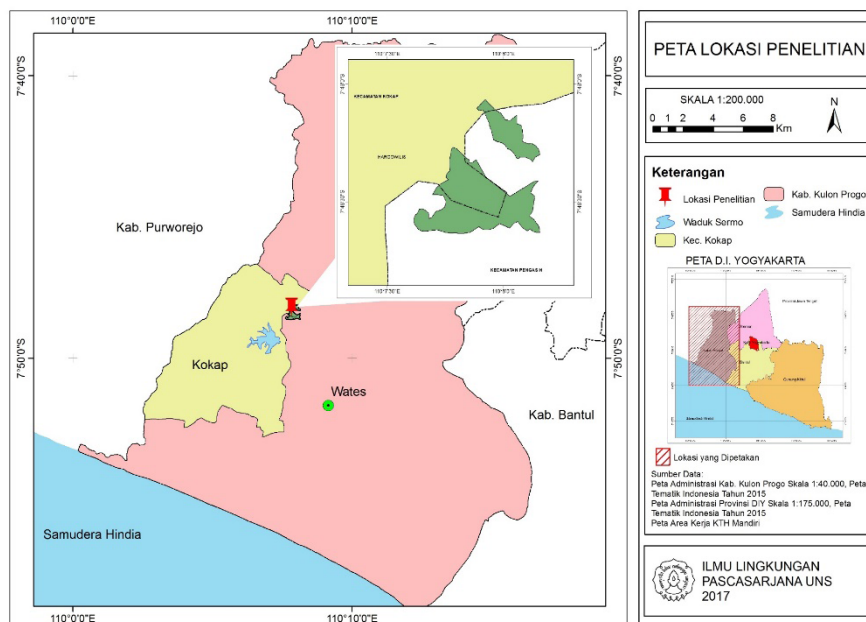 110°0'0"E
110°10'0"E
7°40'0"S
7°50'0"S
7°40'0"S
7°50'0"S
110°0'0"E
110°10'0"E
KECAMATAN KOKAP
HARGOWILIS
KECAMATAN PENGASIH
Kab. Purworejo
Kokap
Wates
Kab. Bantul
Samudera Hindia
PETA LOKASI PENELITIAN
SKALA 1:200.000
N
0 1 2 4 6 8
Km
Keterangan
Lokasi Penelitian
Waduk Sermo
Kec. Kokap
Kab. Kulon Progo
Samudera Hindia
PETA D.I. YOGYAKARTA
Lokasi yang Dipetakan
Sumber Data:
Peta Administrasi Kab. Kulon Progo Skala 1:40.000, Peta
Tematik Indonesia Tahun 2015
Peta Administrasi Provinsi DIY Skala 1:175.000, Peta
Tematik Indonesia Tahun 2015
Peta Area Kerja KTH Mandiri
ILMU LINGKUNGAN
PASCASARJANA UNS
2017